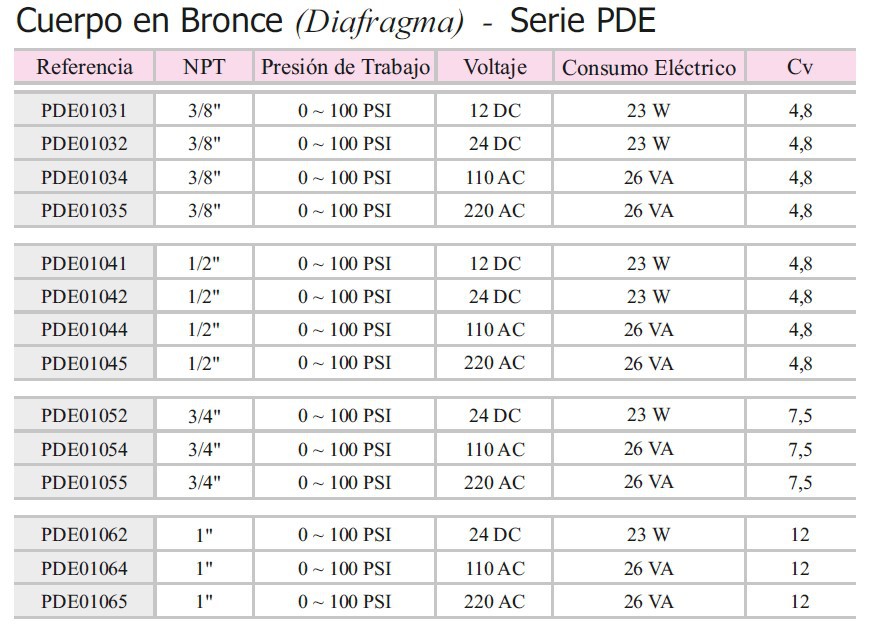 Cuerpo en Bronce (Diafragma) - Serie PDE
Referencia NPT Presión de Trabajo Voltaje Consumo Eléctrico Cv
PDE01031 3/8" 0 ~ 100 PSI 12 DC 23 W 4,8
PDE01032 3/8" 0 ~ 100 PSI 24 DC 23 W 4,8
PDE01034 3/8" 0 ~ 100 PSI 110 AC 26 VA 4,8
PDE01035 3/8" 0 ~ 100 PSI 220 AC 26 VA 4,8
PDE01041 1/2" 0 ~ 100 PSI 12 DC 23 W 4,8
PDE01042 1/2" 0 ~ 100 PSI 24 DC 23 W 4,8
PDE01044 1/2" 0 ~ 100 PSI 110 AC 26 VA 4,8
PDE01045 1/2" 0 ~ 100 PSI 220 AC 26 VA 4,8
PDE01052 3/4" 0 ~ 100 PSI 24 DC 23 W 7,5
PDE01054 3/4" 0 ~ 100 PSI 110 AC 26 VA 7,5
PDE01055 3/4" 0 ~ 100 PSI 220 AC 26 VA 7,5
PDE01062 1" 0 ~ 100 PSI 24 DC 23 W 12
PDE01064 1" 0 ~ 100 PSI 110 AC 26 VA 12
PDE01065 1" 0 ~ 100 PSI 220 AC 26 VA 12